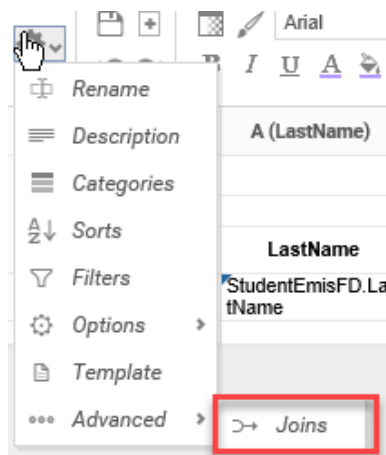 Arial
B I U A
Rename
Description
A (LastName)
Categories
Sorts
LastName
Filters
StudentEmisFD.La
tName
Options
Template
Advanced
Joins